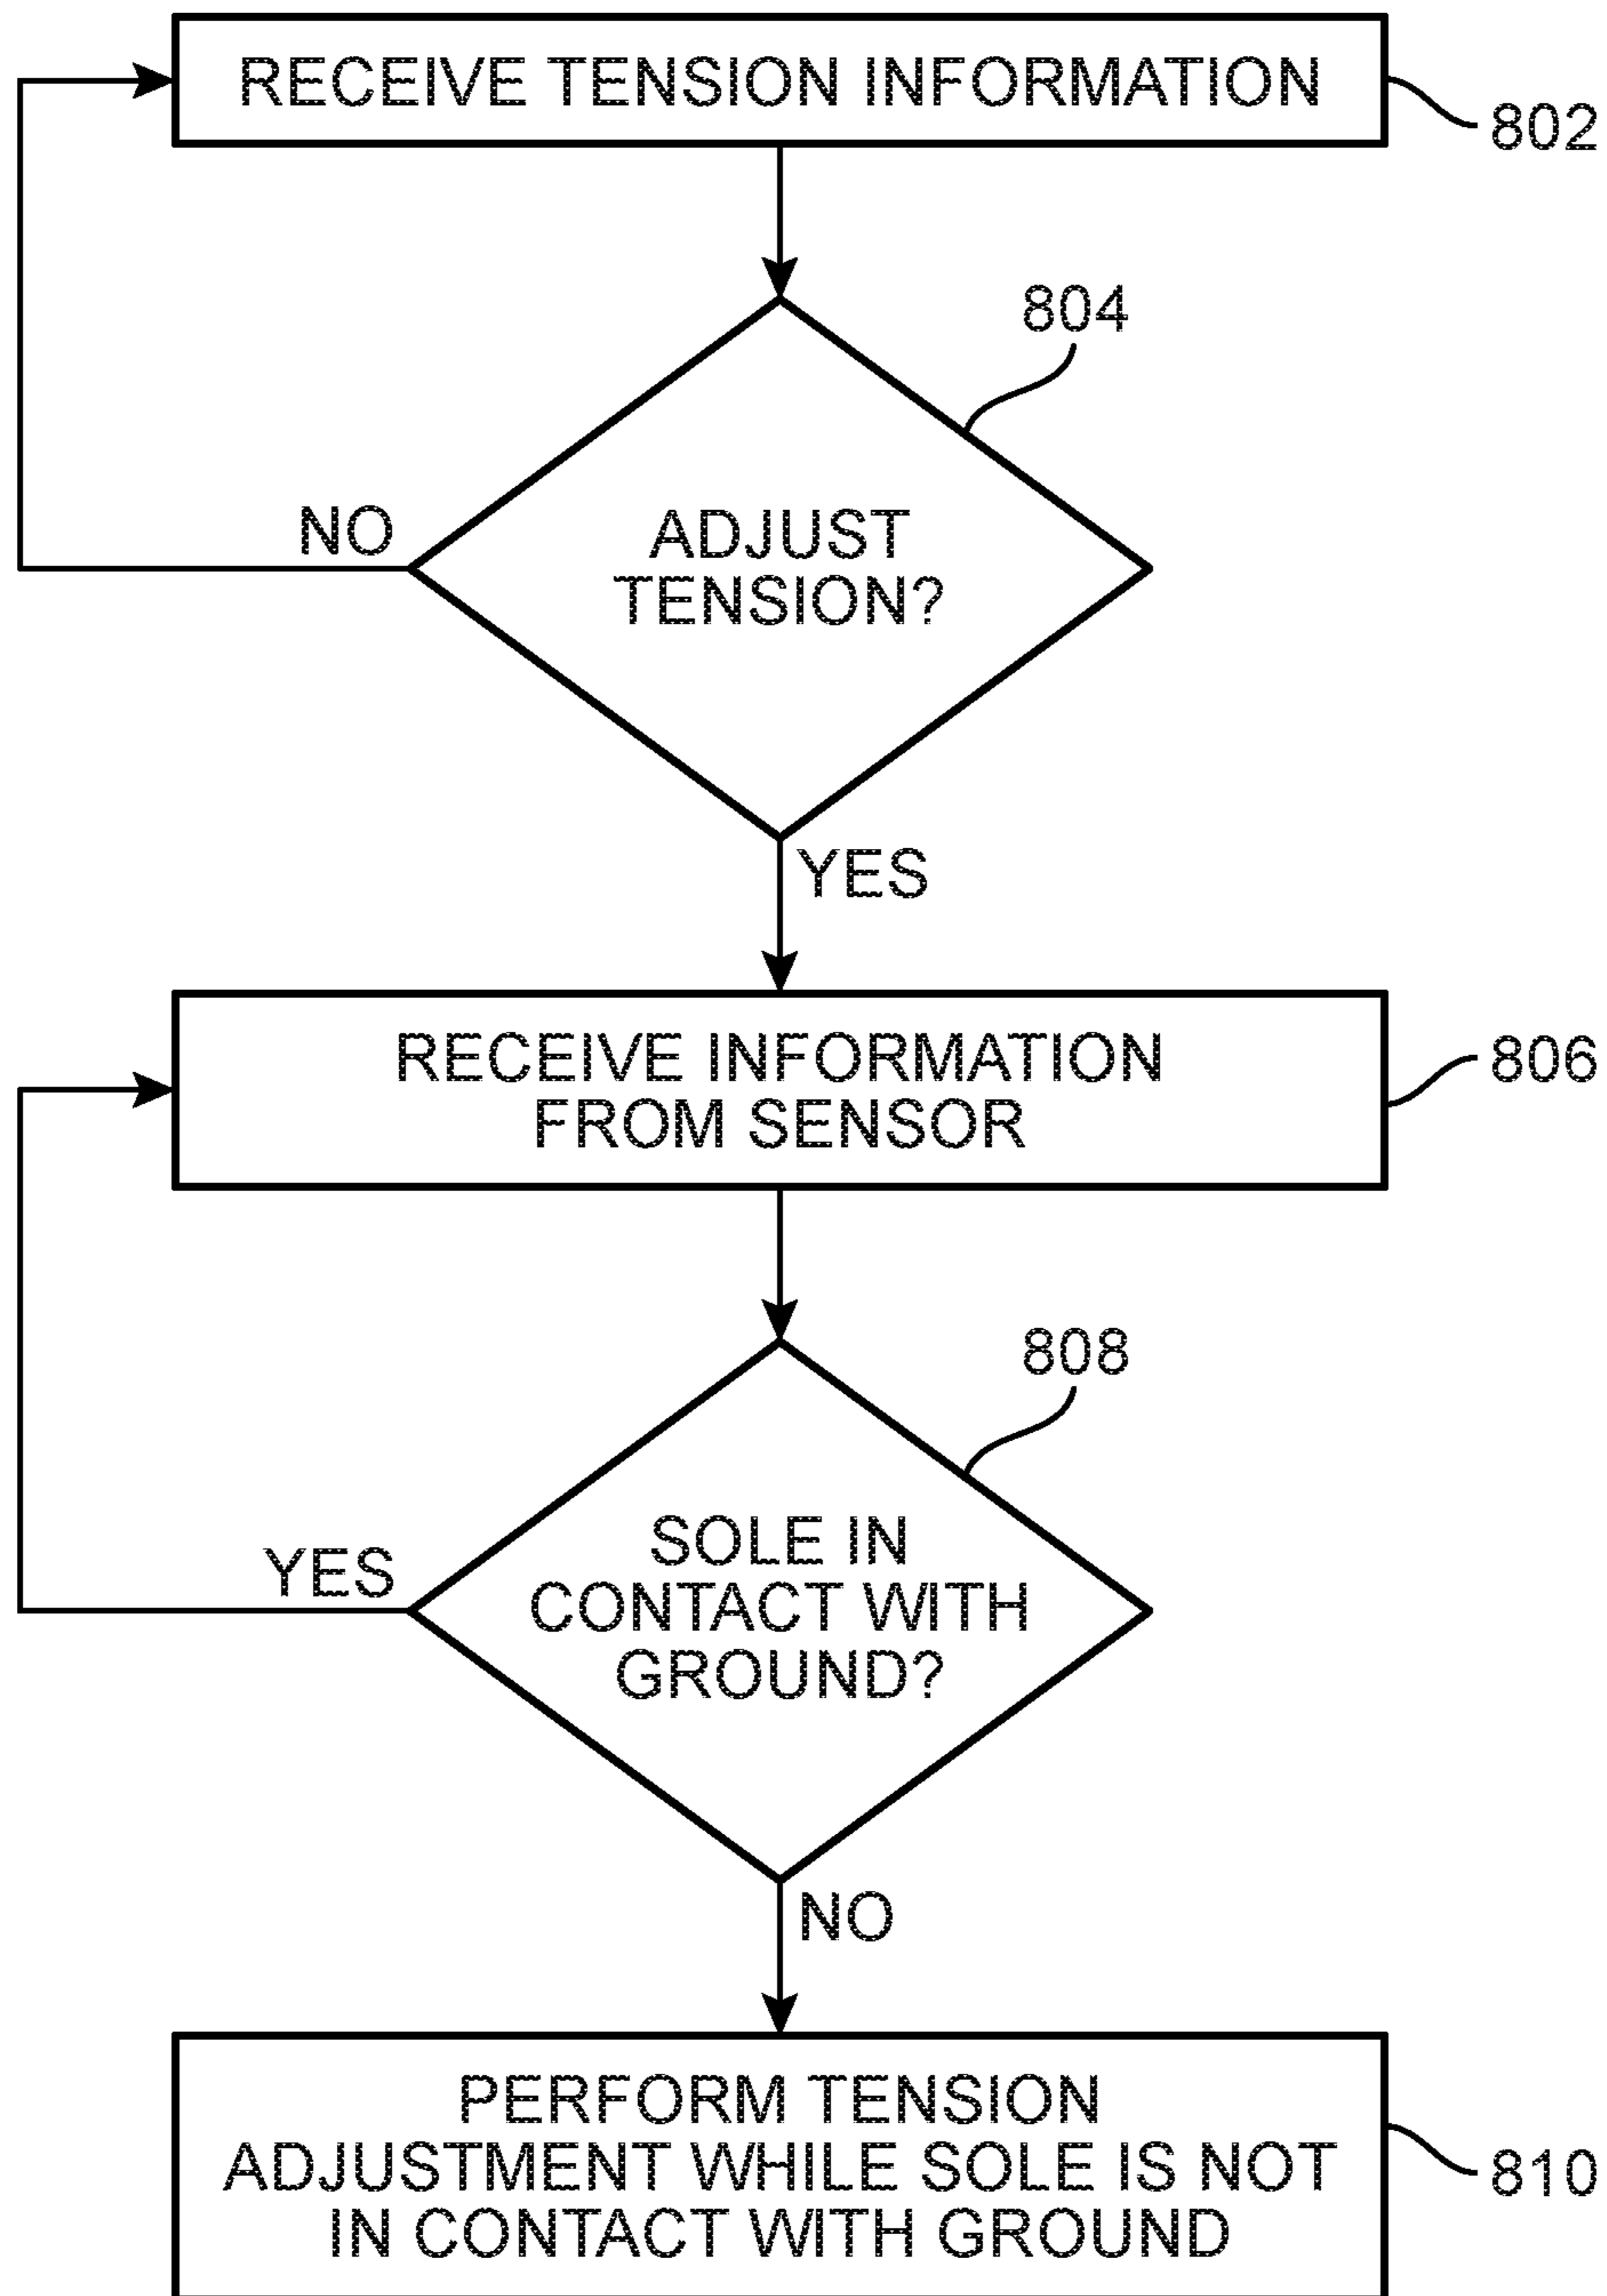 RECEIVE TENSION INFORMATION
802
804
ADJUST
TENSION?
NO
YES
RECEIVE INFORMATION
FROM SENSOR
806
808
SOLE IN
CONTACT WITH
GROUND?
YES
NO
PERFORM TENSION
ADJUSTMENT WHILE SOLE IS NOT
IN CONTACT WITH GROUND
810